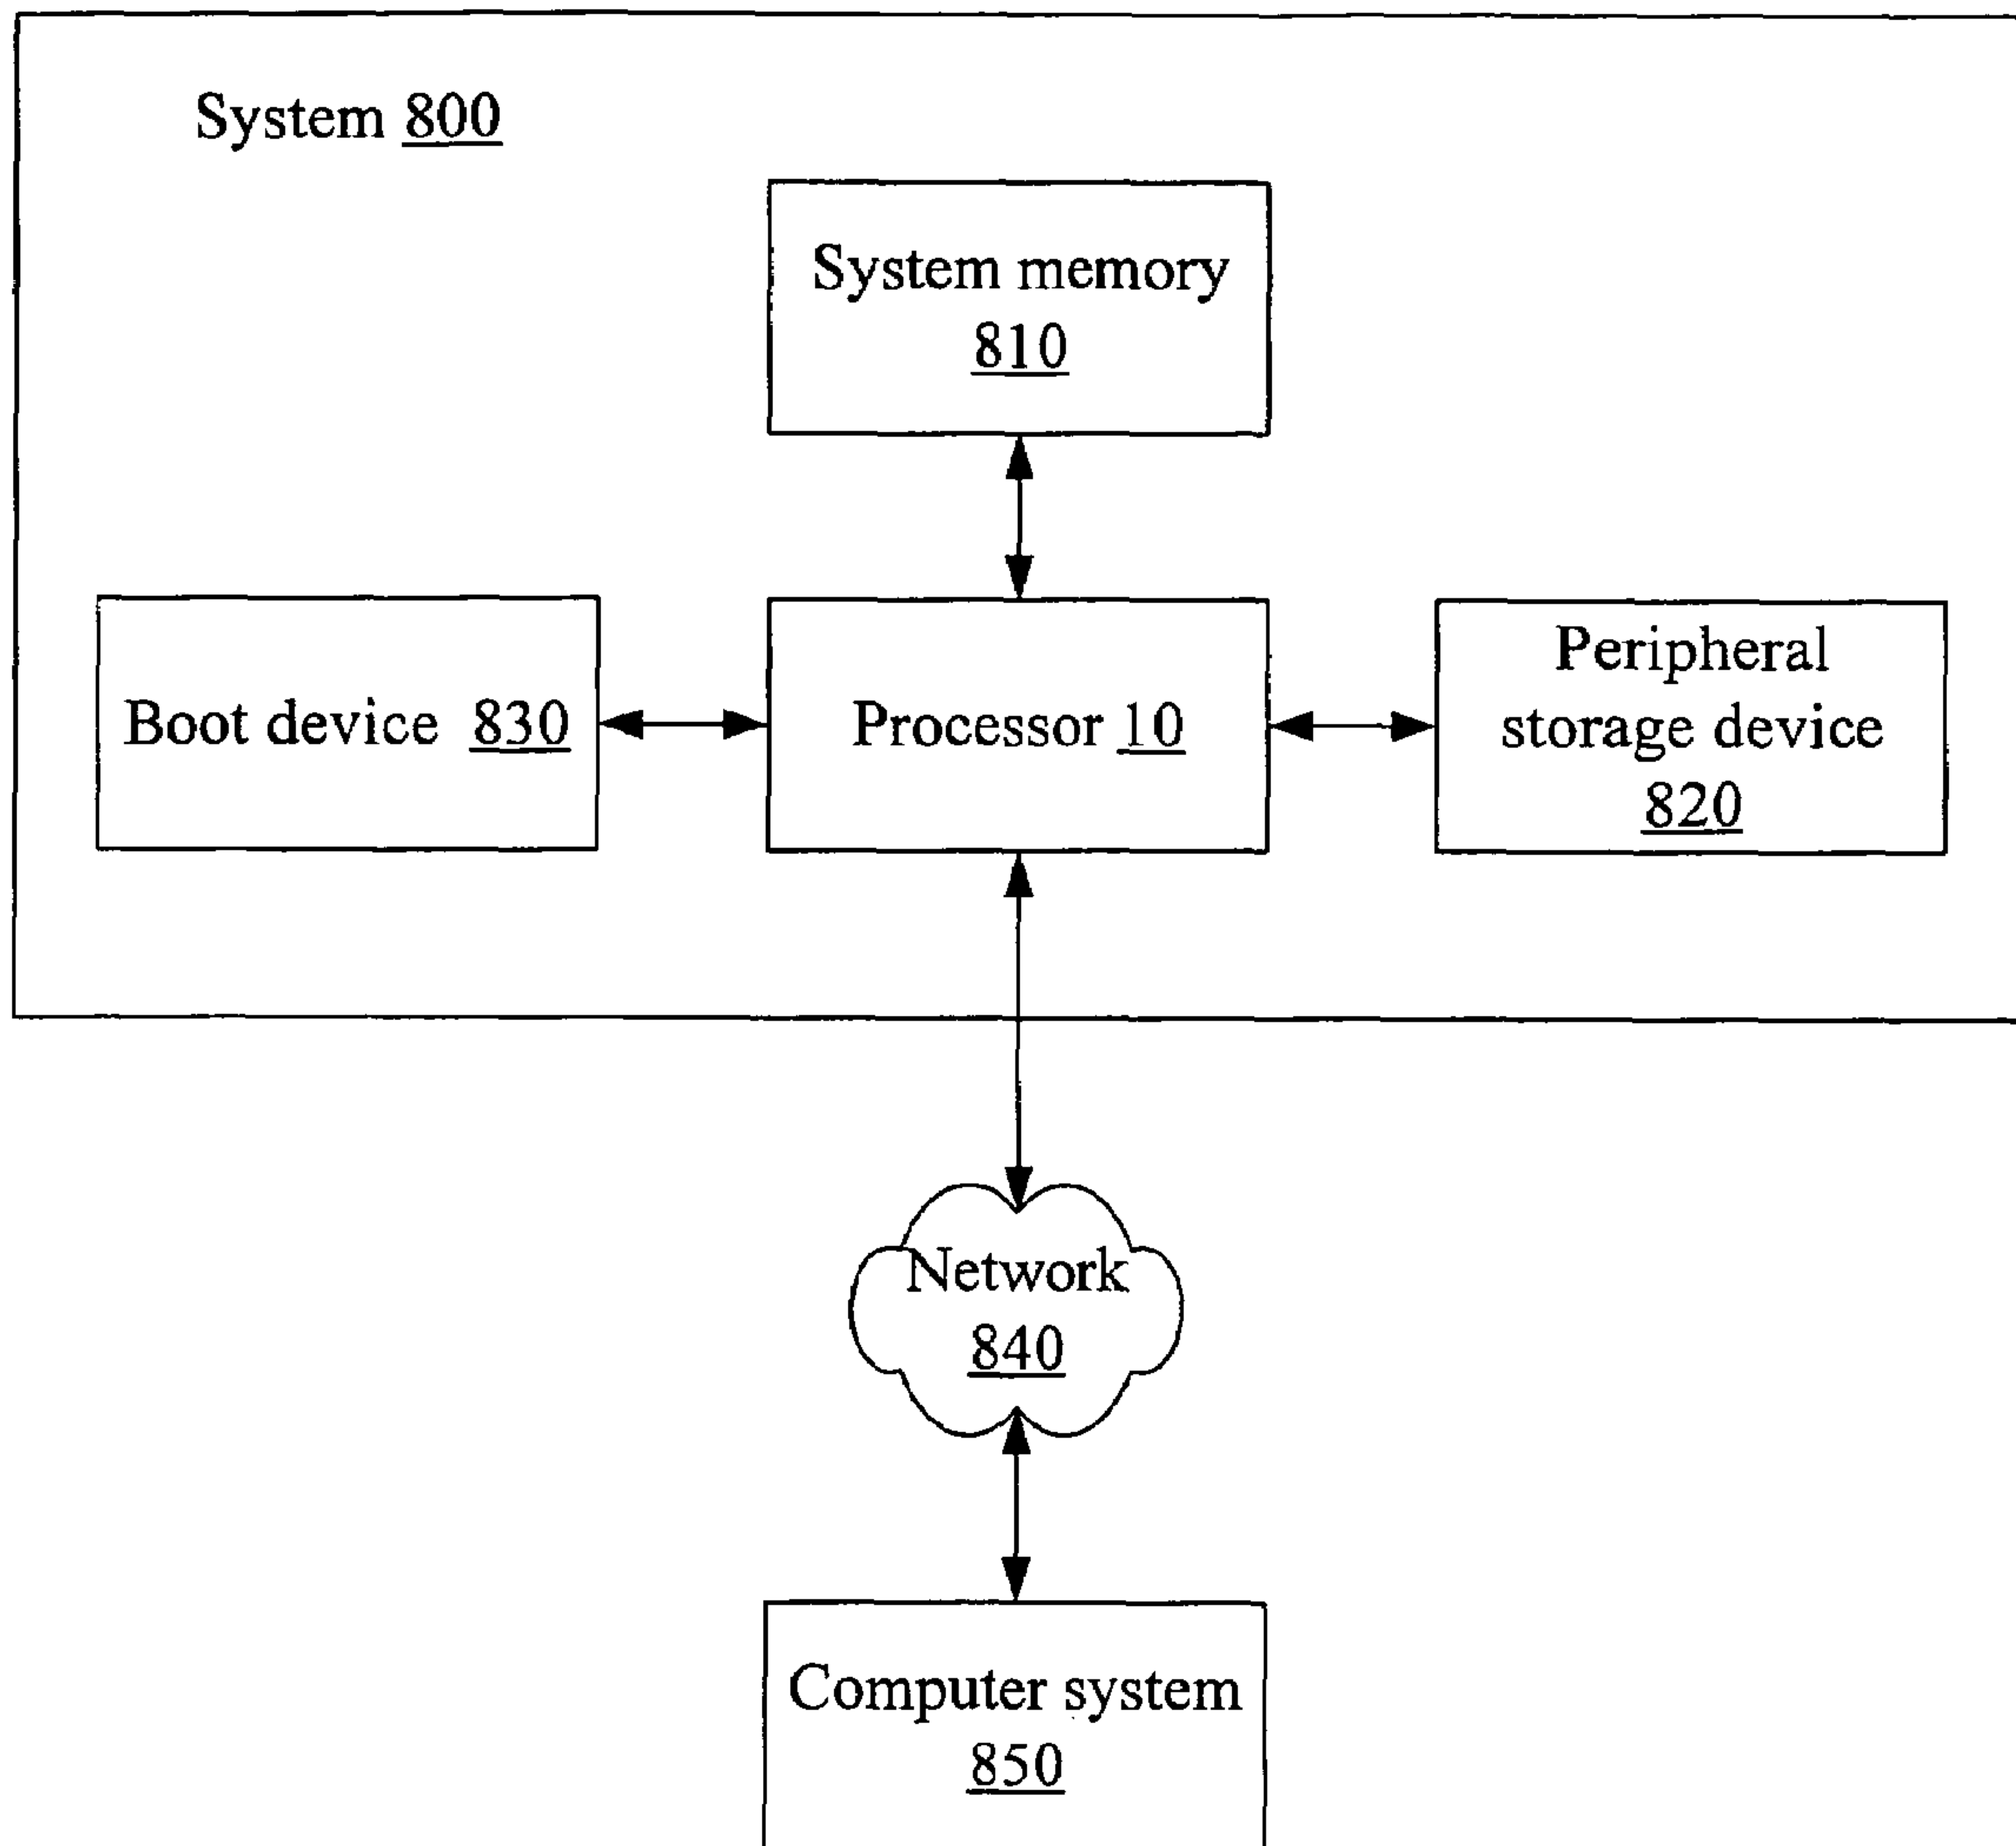 System 800
System memory
810
Boot device 830
Processor 10
Peripheral
storage device
820
Network
840
Computer system
850